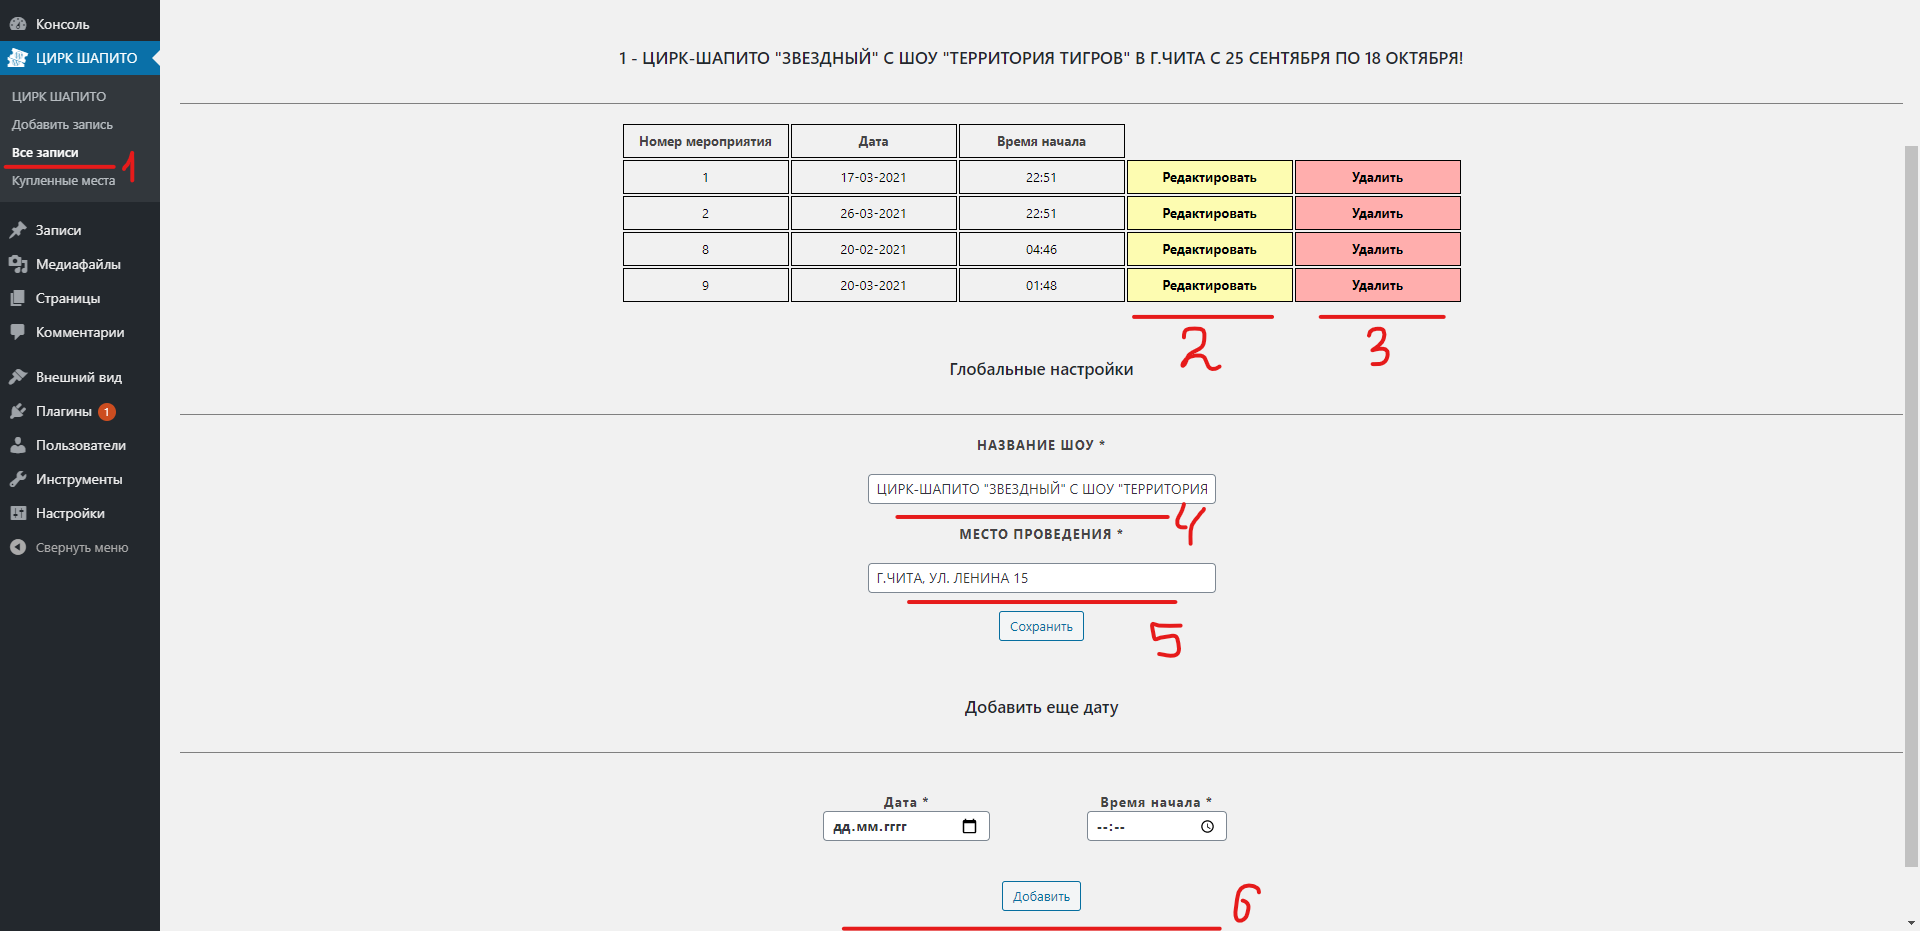 Консоль
ЦИРК ШАПИТО
ЦИРК ШАПИТО
Добавить запись
Все записи
1
Купленные места
Записи
Медиафайлы
Страницы
Комментарии
Внешний вид
Плагины 1
Пользователи
Инструменты
Настройки
Свернуть меню
1 - ЦИРК-ШАПИТО "ЗВЕЗДНЫЙ" С ШОУ "ТЕРРИТОРИЯ ТИГРОВ" В Г.ЧИТА С 25 СЕНТЯБРЯ ПО 18 ОКТЯБРЯ!
Номер мероприятия Дата Время начала
1 17-03-2021 22:51 Редактировать Удалить
2 26-03-2021 22:51 Редактировать Удалить
8 20-02-2021 04:46 Редактировать Удалить
9 20-03-2021 01:48 Редактировать Удалить
2 3
Глобальные настройки
НАЗВАНИЕ ШОУ *
ЦИРК-ШАПИТО "ЗВЕЗДНЫЙ" С ШОУ "ТЕРРИТОРИЯ
4
МЕСТО ПРОВЕДЕНИЯ *
Г.ЧИТА, УЛ. ЛЕНИНА 15
Сохранить
5
Добавить еще дату
Дата * Время начала *
дд.мм.гггг --:--
Добавить
6